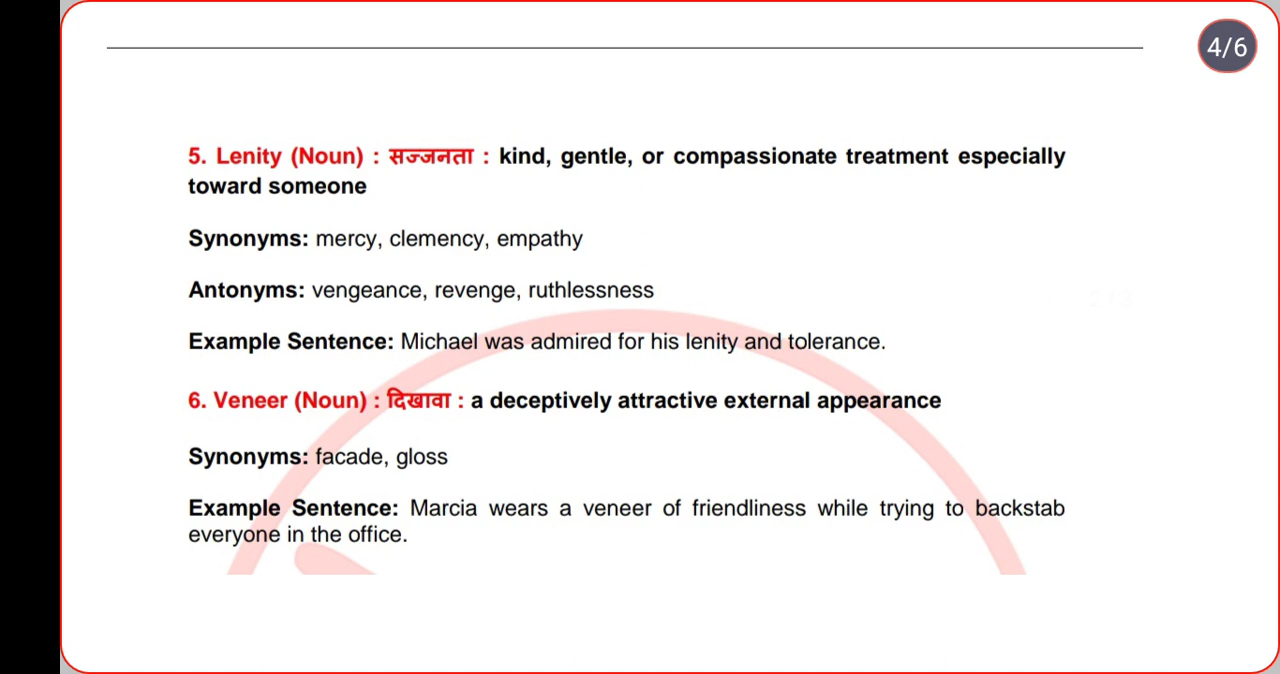 4/6
5. Lenity (Noun) : सज्जनता : kind, gentle, or compassionate treatment especially
toward someone
Synonyms: mercy, clemency, empathy
Antonyms: vengeance, revenge, ruthlessness
Example Sentence: Michael was admired for his lenity and tolerance.
6. Veneer (Noun) : दिखावा : a deceptively attractive external appearance
Synonyms: facade, gloss
Example Sentence: Marcia wears a veneer of friendliness while trying to backstab
everyone in the office.